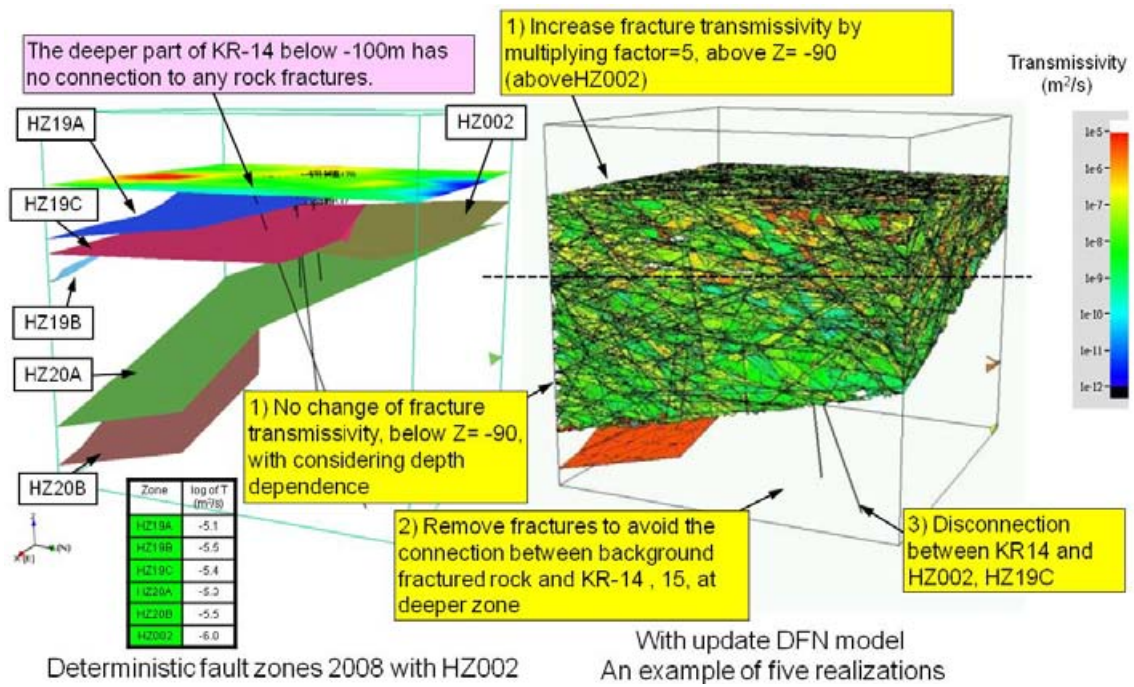 The deeper part of KR-14 below -100m has
no connection to any rock fractures.
1) Increase fracture transmissivity by
multiplying factor=5, above Z= -90
(aboveHZ002)
Transmissivity
(m²/s)
HZ19A
HZ002
HZ19C
HZ19B
HZ20A
HZ20B
1e-5
1e-6
1e-7
1e-8
1e-9
1e-10
1e-11
1e-12
1) No change of fracture
transmissivity, below Z= -90,
with considering depth
dependence
2) Remove fractures to avoid the
connection between background
fractured rock and KR-14 , 15, at
deeper zone
3) Disconnection
between KR14 and
HZ002, HZ19C
Zone log of T
(m²/s)
HZ19A -5.1
HZ19B -5.5
HZ19C -5.4
HZ20A -5.3
HZ20B -5.5
HZ002 -6.0
Z
X (E)
Deterministic fault zones 2008 with HZ002
With update DFN model
An example of five realizations